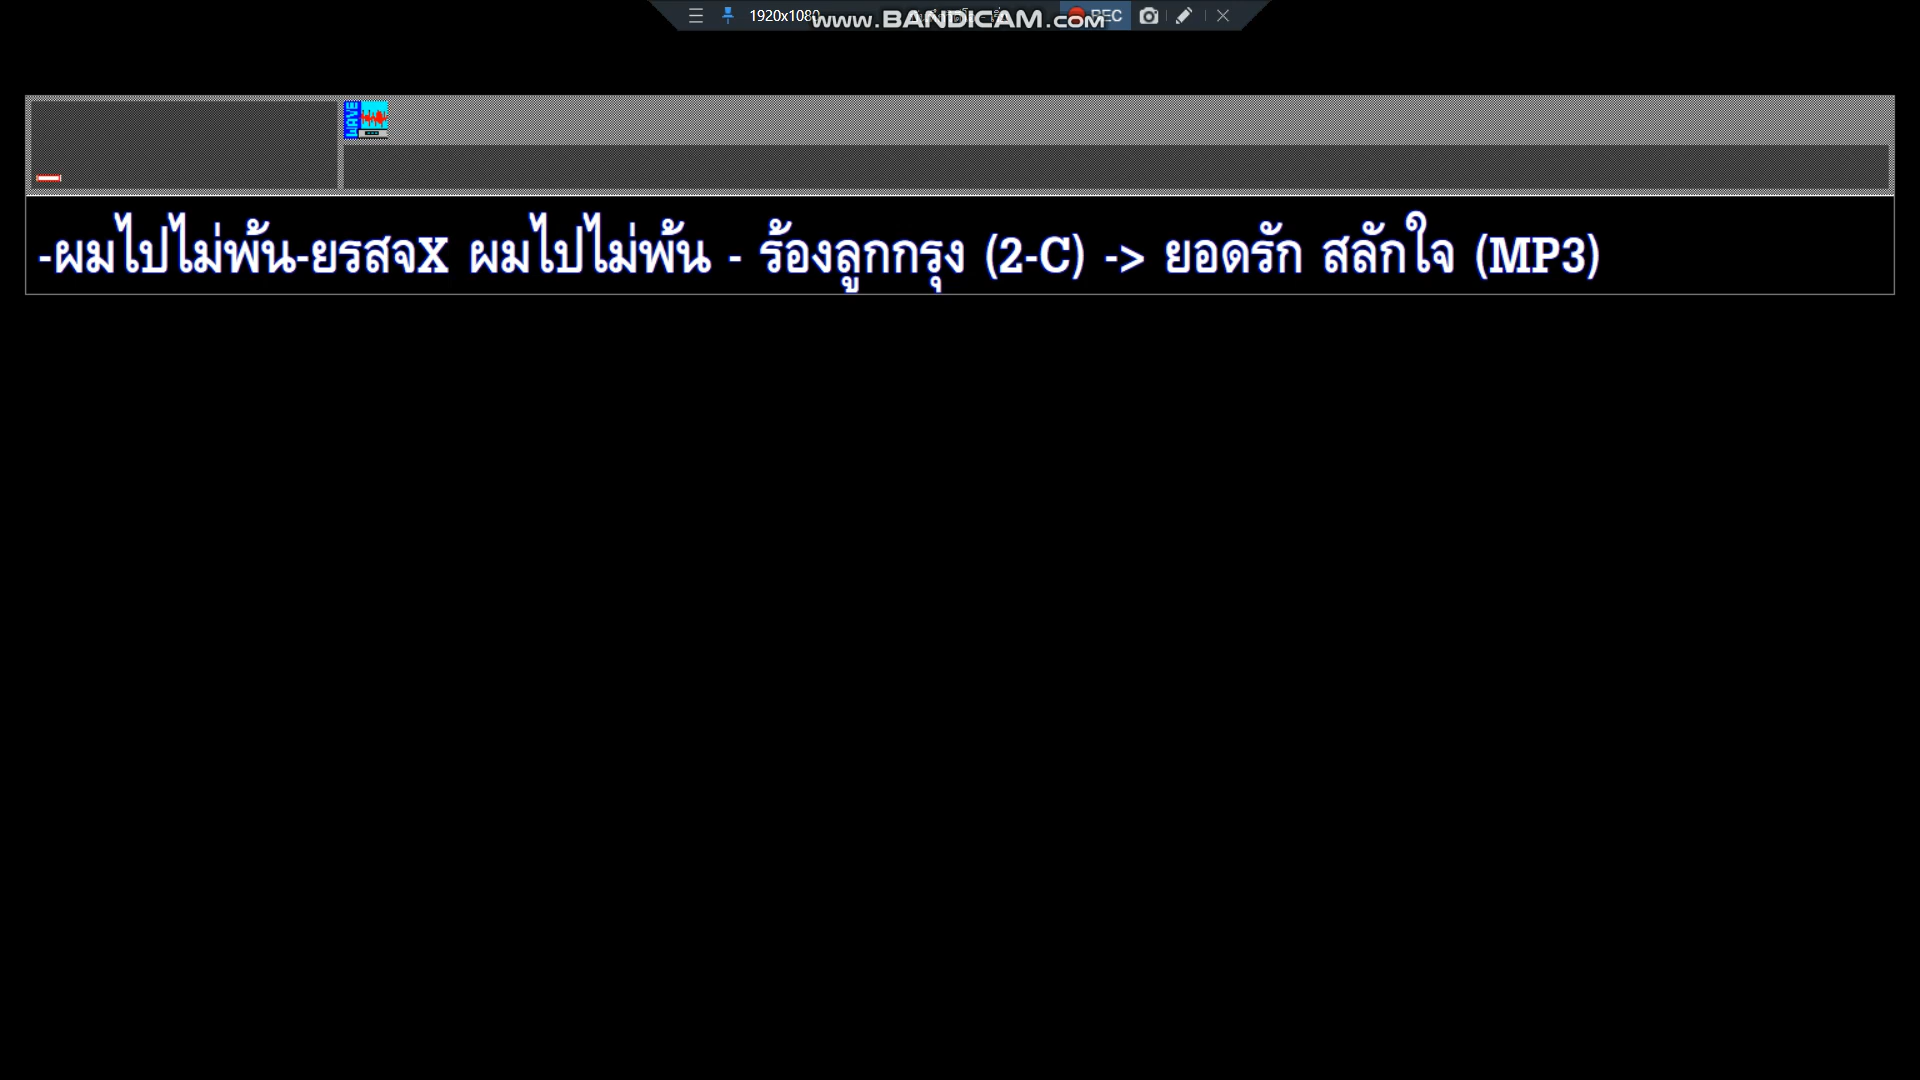 1920x1080
www.BANDICAM.com
REC
WAVE
-ผมไปไม่พ้น-ยรสจX ผมไปไม่พ้น - ร้องลูกกรุง (2-C) -> ยอดรัก สลักใจ (MP3)